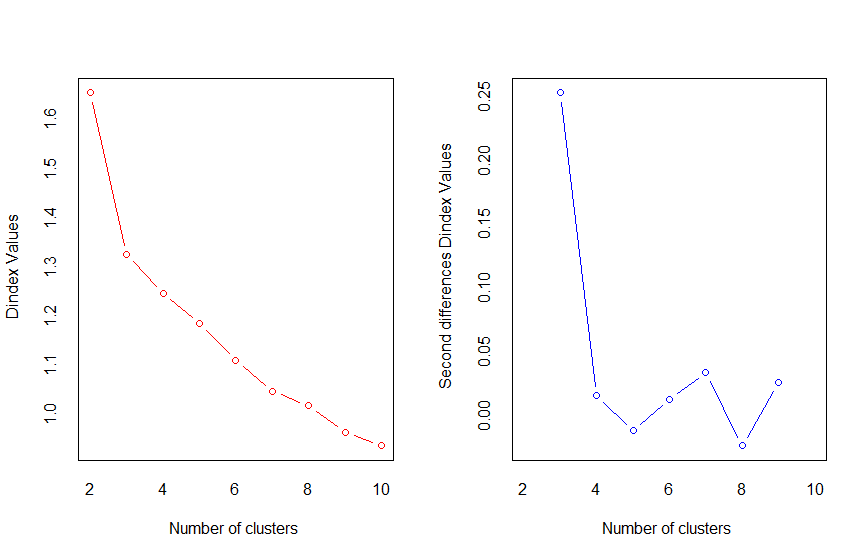 Dindex Values
1.6
1.5
1.4
1.3
1.2
1.1
1.0
2 4 6 8 10
Number of clusters
Second differences Dindex Values
0.25
0.20
0.15
0.10
0.05
0.00
2 4 6 8 10
Number of clusters